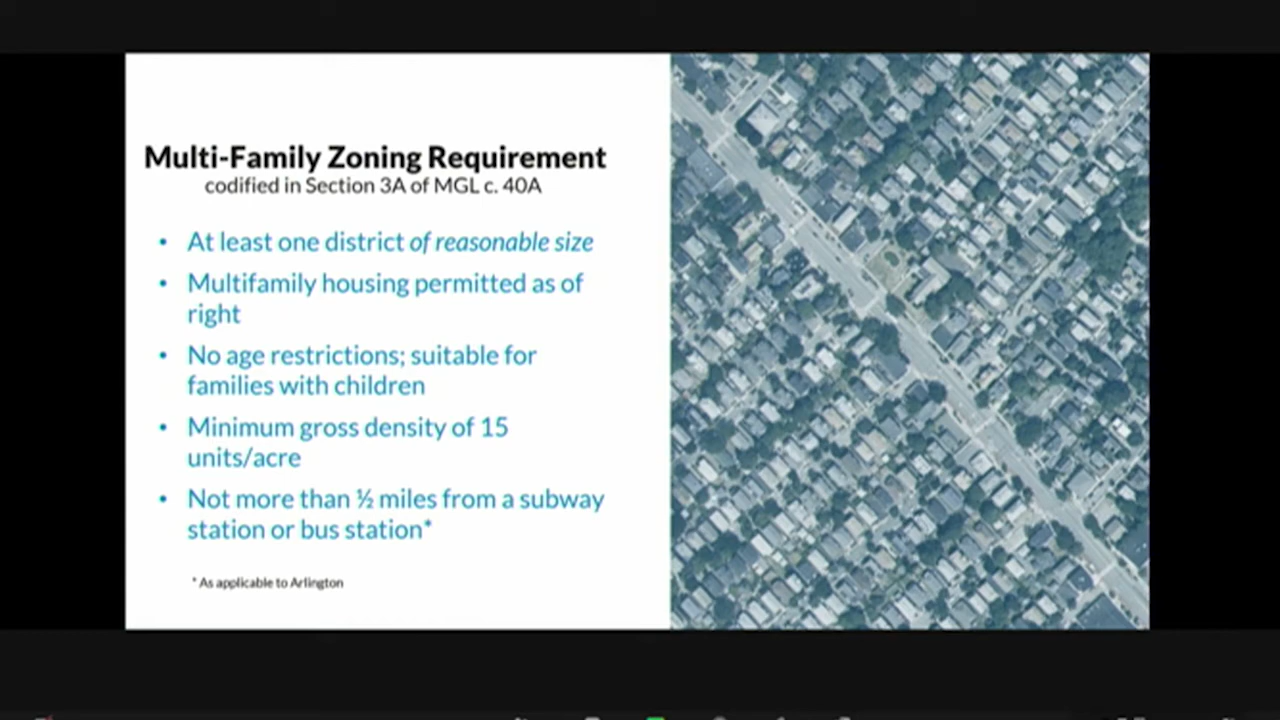 Multi-Family Zoning Requirement
codified in Section 3A of MGL c. 40A
• At least one district of reasonable size
• Multifamily housing permitted as of
right
• No age restrictions; suitable for
families with children
• Minimum gross density of 15
units/acre
• Not more than ½ miles from a subway
station or bus station*
* As applicable to Arlington